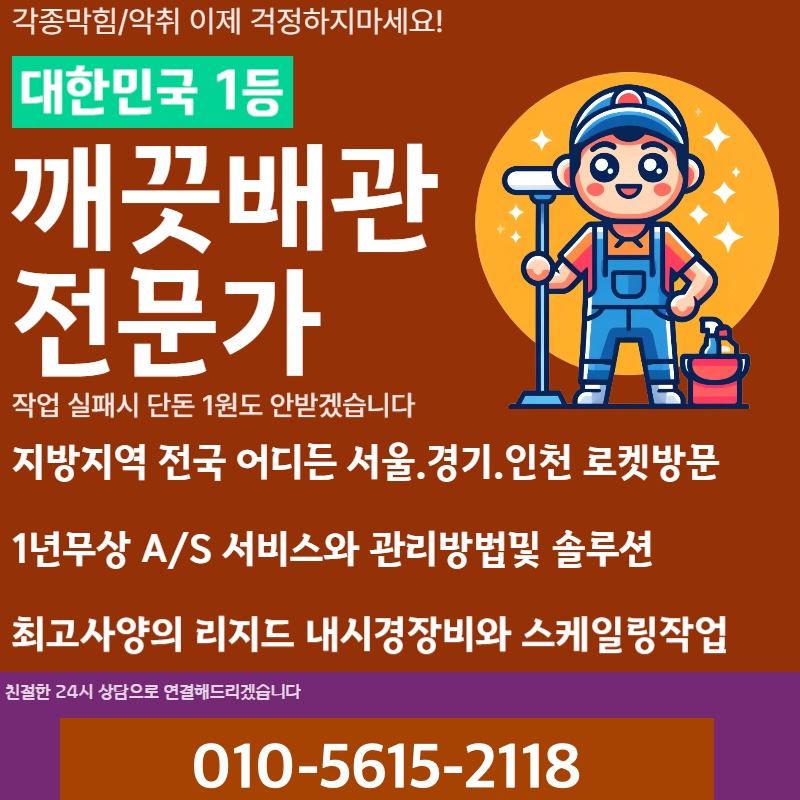 각종막힘/악취 이제 걱정하지마세요!
대한민국 1등
깨끗배관
전문가
작업 실패시 단돈 1원도 안받겠습니다
지방지역 전국 어디든 서울.경기.인천 로켓방문
1년무상 A/S 서비스와 관리방법및 솔루션
최고사양의 리지드 내시경장비와 스케일링작업
친절한 24시 상담으로 연결해드리겠습니다
010-5615-2118